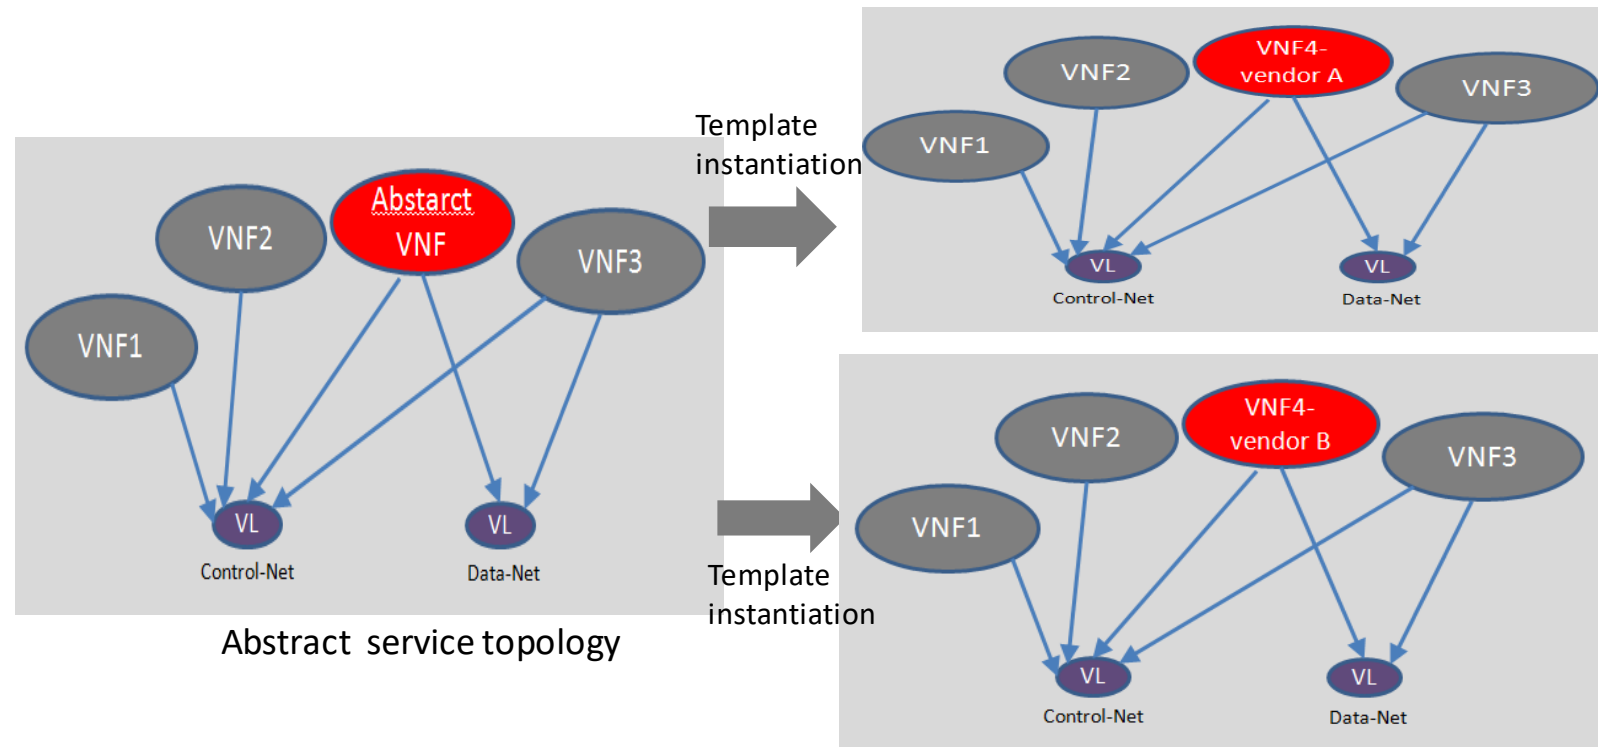 Abstarct
VNF
VNF2
VNF3
VNF1
VL
VL
Control-Net
Data-Net
Abstract service topology
Template
instantiation
Template
instantiation
VNF4-
vendor A
VNF2
VNF3
VNF1
VL
VL
Control-Net
Data-Net
VNF4-
vendor B
VNF2
VNF3
VNF1
VL
VL
Control-Net
Data-Net